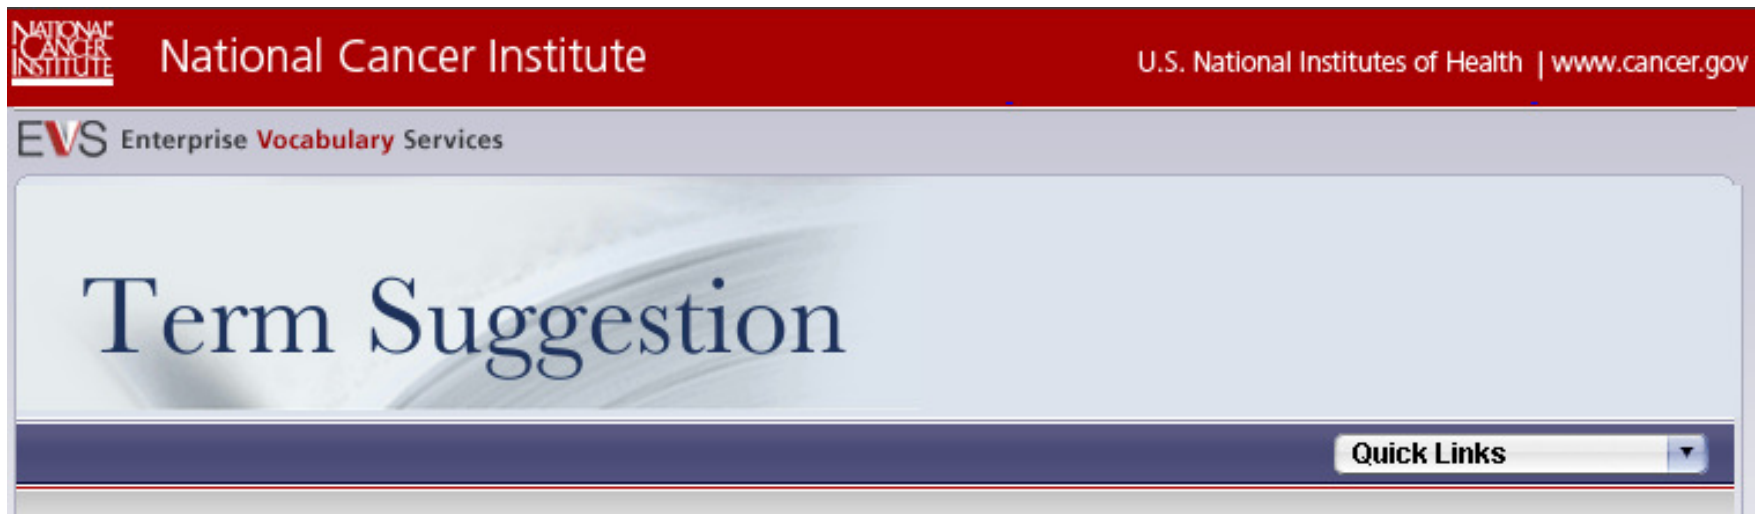 NATIONAL
CANCER
INSTITUTE
National Cancer Institute
U.S. National Institutes of Health | www.cancer.gov
EVS Enterprise Vocabulary Services
Term Suggestion
Quick Links